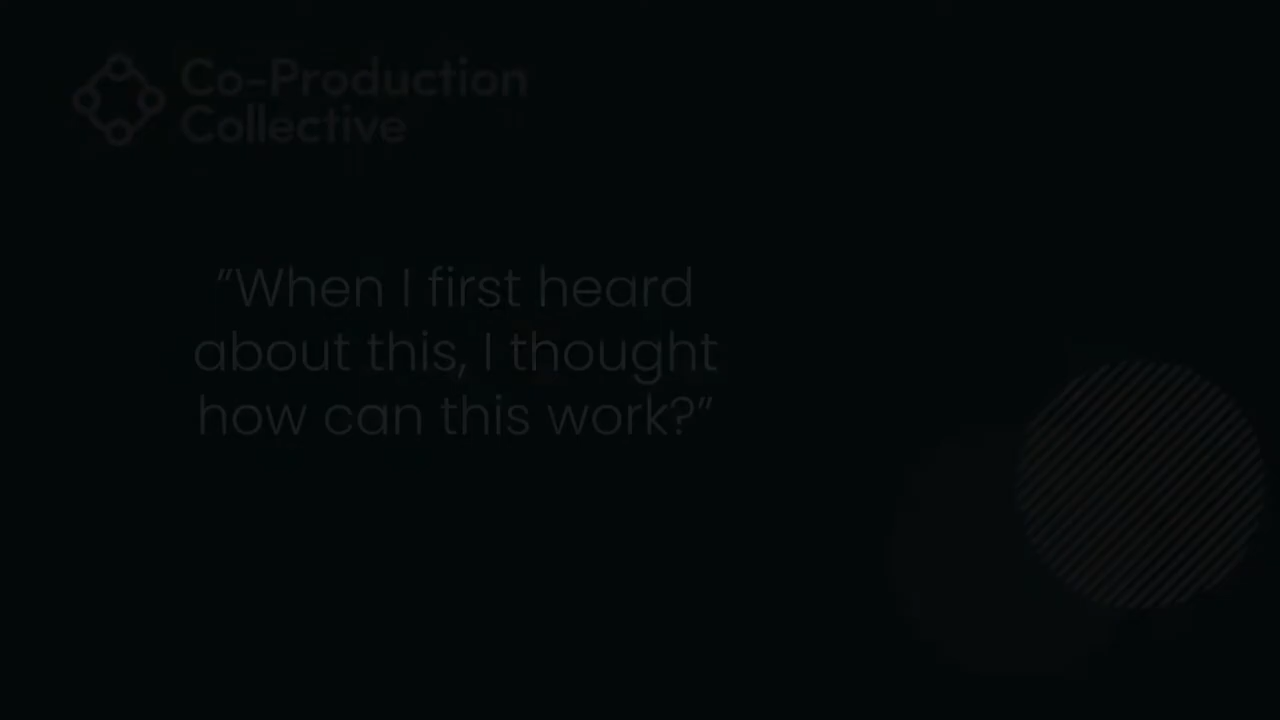 Co-Production
Collective
”When I first heard
about this, I thought
how can this work?”